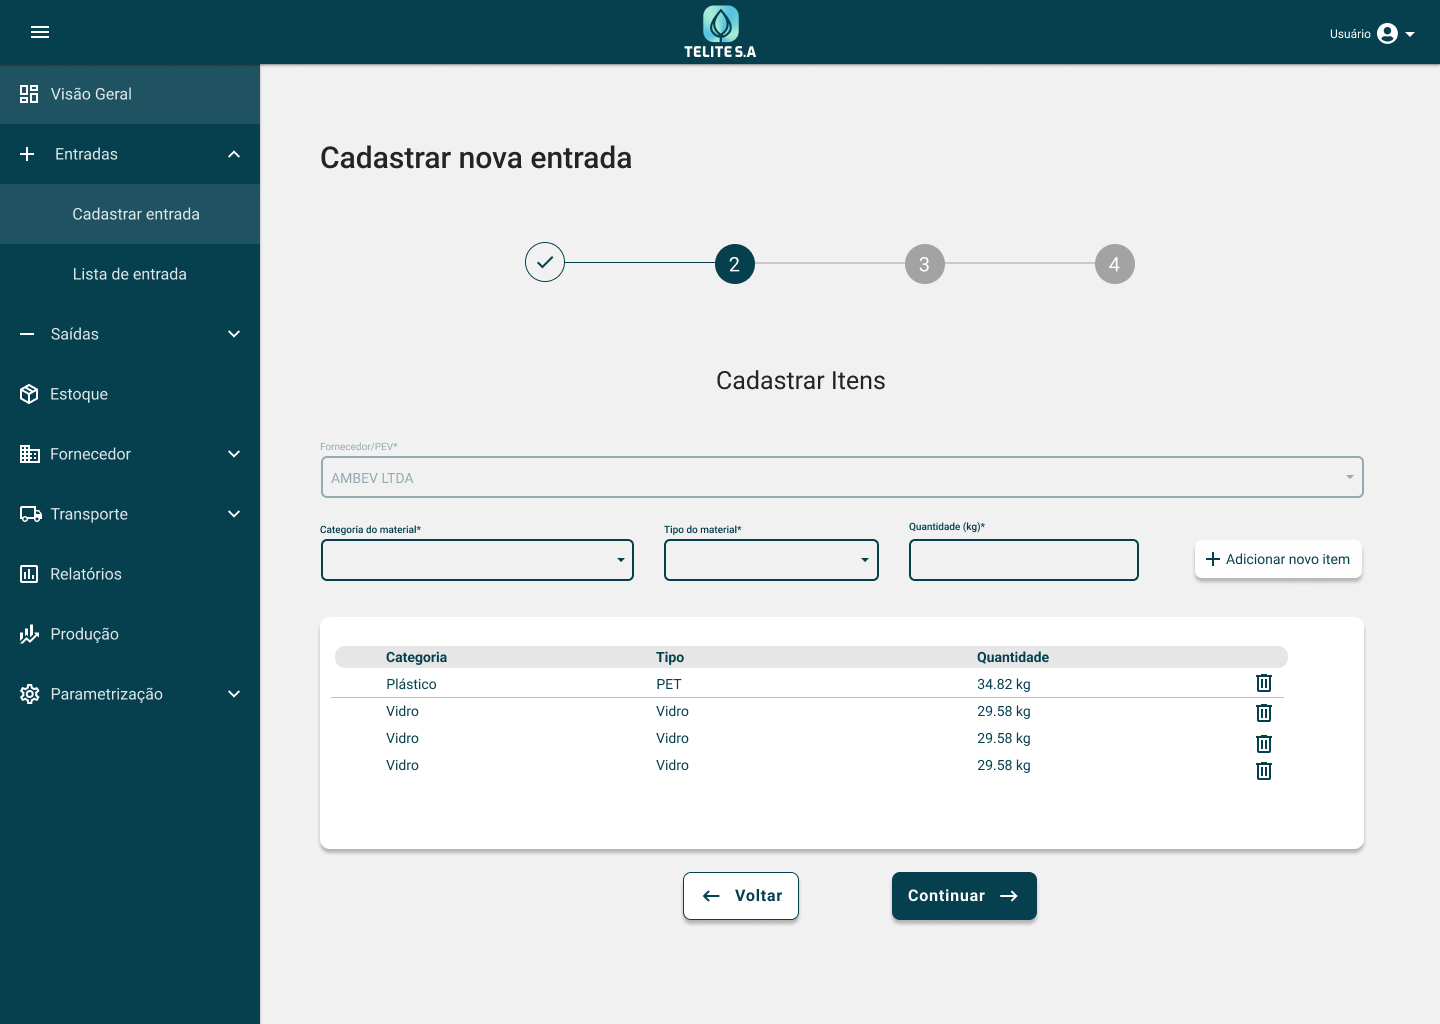 TELITE S.A
Usuário
Visão Geral
Entradas
Cadastrar entrada
Lista de entrada
Saídas
Estoque
Fornecedor
Transporte
Relatórios
Produção
Parametrização
Cadastrar nova entrada
2
3
4
Cadastrar Itens
Fornecedor/PEV*
AMBEV LTDA
Categoria do material* Tipo do material* Quantidade (kg)*
Adicionar novo item
Categoria Tipo Quantidade
Plástico PET 34.82 kg
Vidro Vidro 29.58 kg
Vidro Vidro 29.58 kg
Vidro Vidro 29.58 kg
Voltar Continuar